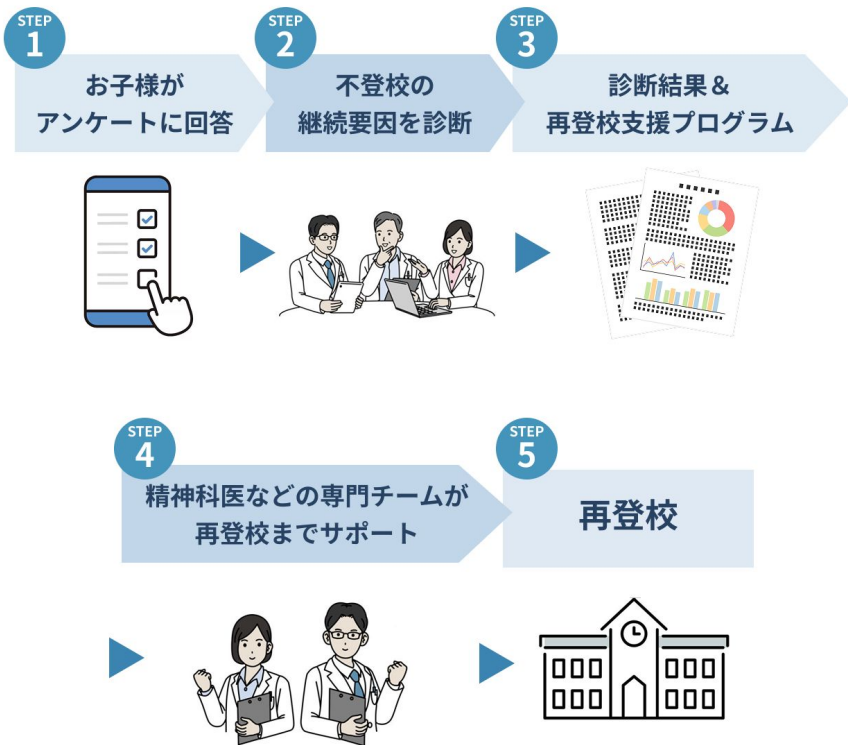 STEP
1
お子様が
アンケートに回答
STEP
2
不登校の
継続要因を診断
STEP
3
診断結果&
再登校支援プログラム
STEP
4
精神科医などの専門チームが
再登校までサポート
STEP
5
再登校